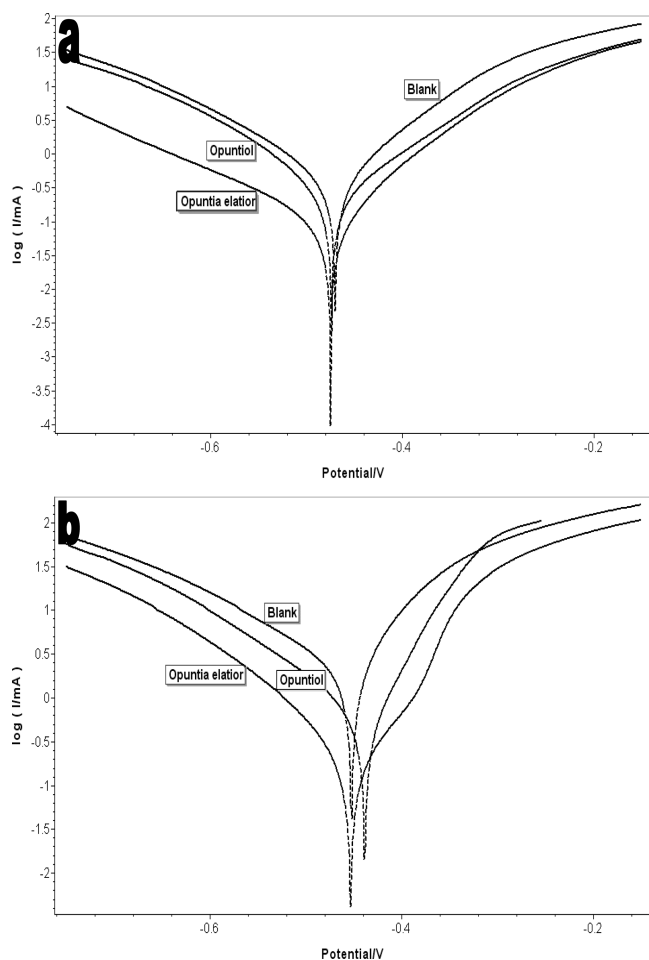 a
2
1.5
1
0.5
0
-0.5
-1
-1.5
-2
-2.5
-3
-3.5
-4
log ( I/mA )
Blank
Opuntiol
Opuntia elatior
-0.6
-0.4
-0.2
Potential/V
b
2
1.5
1
0.5
0
-0.5
-1
-1.5
-2
log ( I/mA )
Blank
Opuntia elatior
Opuntiol
-0.6
-0.4
-0.2
Potential/V